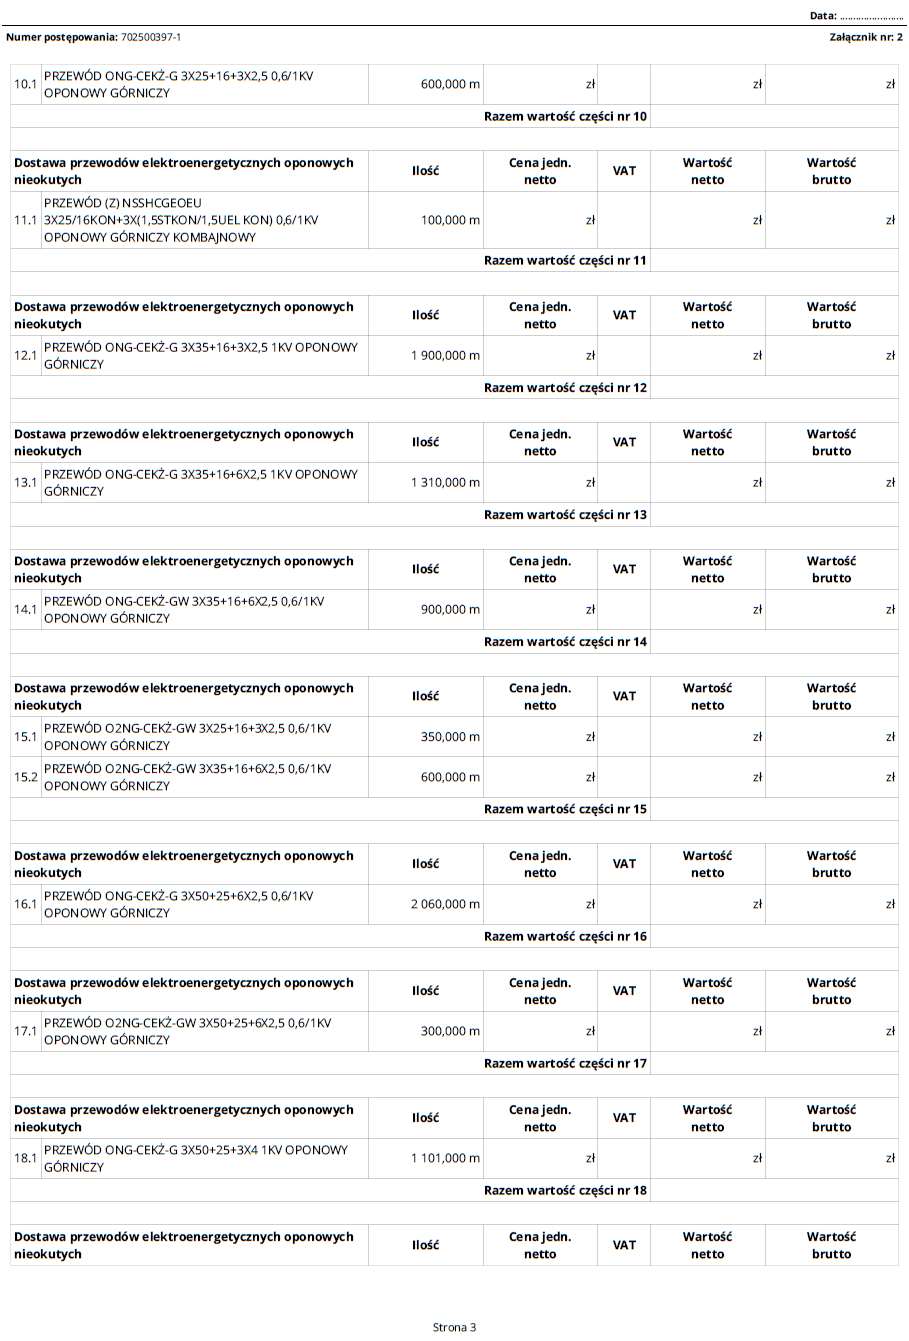 Data: ........................
Numer postępowania: 702500397-1 Załącznik nr: 2
10.1 PRZEWÓD ONG-CEKŻ-G 3X25+16+3X2,5 0,6/1KV OPONOWY GÓRNICZY 600,000 m zł zł zł
Razem wartość części nr 10
Dostawa przewodów elektroenergetycznych oponowych nieokutych Ilość Cena jedn. netto VAT Wartość netto Wartość brutto
11.1 PRZEWÓD (Z) NSSHCGEOEU 3X25/16KON+3X(1,5STKON/1,5UEL KON) 0,6/1KV OPONOWY GÓRNICZY KOMBAJNOWY 100,000 m zł zł zł
Razem wartość części nr 11
Dostawa przewodów elektroenergetycznych oponowych nieokutych Ilość Cena jedn. netto VAT Wartość netto Wartość brutto
12.1 PRZEWÓD ONG-CEKŻ-G 3X35+16+3X2,5 1KV OPONOWY GÓRNICZY 1 900,000 m zł zł zł
Razem wartość części nr 12
Dostawa przewodów elektroenergetycznych oponowych nieokutych Ilość Cena jedn. netto VAT Wartość netto Wartość brutto
13.1 PRZEWÓD ONG-CEKŻ-G 3X35+16+6X2,5 1KV OPONOWY GÓRNICZY 1 310,000 m zł zł zł
Razem wartość części nr 13
Dostawa przewodów elektroenergetycznych oponowych nieokutych Ilość Cena jedn. netto VAT Wartość netto Wartość brutto
14.1 PRZEWÓD ONG-CEKŻ-GW 3X35+16+6X2,5 0,6/1KV OPONOWY GÓRNICZY 900,000 m zł zł zł
Razem wartość części nr 14
Dostawa przewodów elektroenergetycznych oponowych nieokutych Ilość Cena jedn. netto VAT Wartość netto Wartość brutto
15.1 PRZEWÓD O2NG-CEKŻ-GW 3X25+16+3X2,5 0,6/1KV OPONOWY GÓRNICZY 350,000 m zł zł zł
15.2 PRZEWÓD O2NG-CEKŻ-GW 3X35+16+6X2,5 0,6/1KV OPONOWY GÓRNICZY 600,000 m zł zł zł
Razem wartość części nr 15
Dostawa przewodów elektroenergetycznych oponowych nieokutych Ilość Cena jedn. netto VAT Wartość netto Wartość brutto
16.1 PRZEWÓD ONG-CEKŻ-G 3X50+25+6X2,5 0,6/1KV OPONOWY GÓRNICZY 2 060,000 m zł zł zł
Razem wartość części nr 16
Dostawa przewodów elektroenergetycznych oponowych nieokutych Ilość Cena jedn. netto VAT Wartość netto Wartość brutto
17.1 PRZEWÓD O2NG-CEKŻ-GW 3X50+25+6X2,5 0,6/1KV OPONOWY GÓRNICZY 300,000 m zł zł zł
Razem wartość części nr 17
Dostawa przewodów elektroenergetycznych oponowych nieokutych Ilość Cena jedn. netto VAT Wartość netto Wartość brutto
18.1 PRZEWÓD ONG-CEKŻ-G 3X50+25+3X4 1KV OPONOWY GÓRNICZY 1 101,000 m zł zł zł
Razem wartość części nr 18
Dostawa przewodów elektroenergetycznych oponowych nieokutych Ilość Cena jedn. netto VAT Wartość netto Wartość brutto
Strona 3